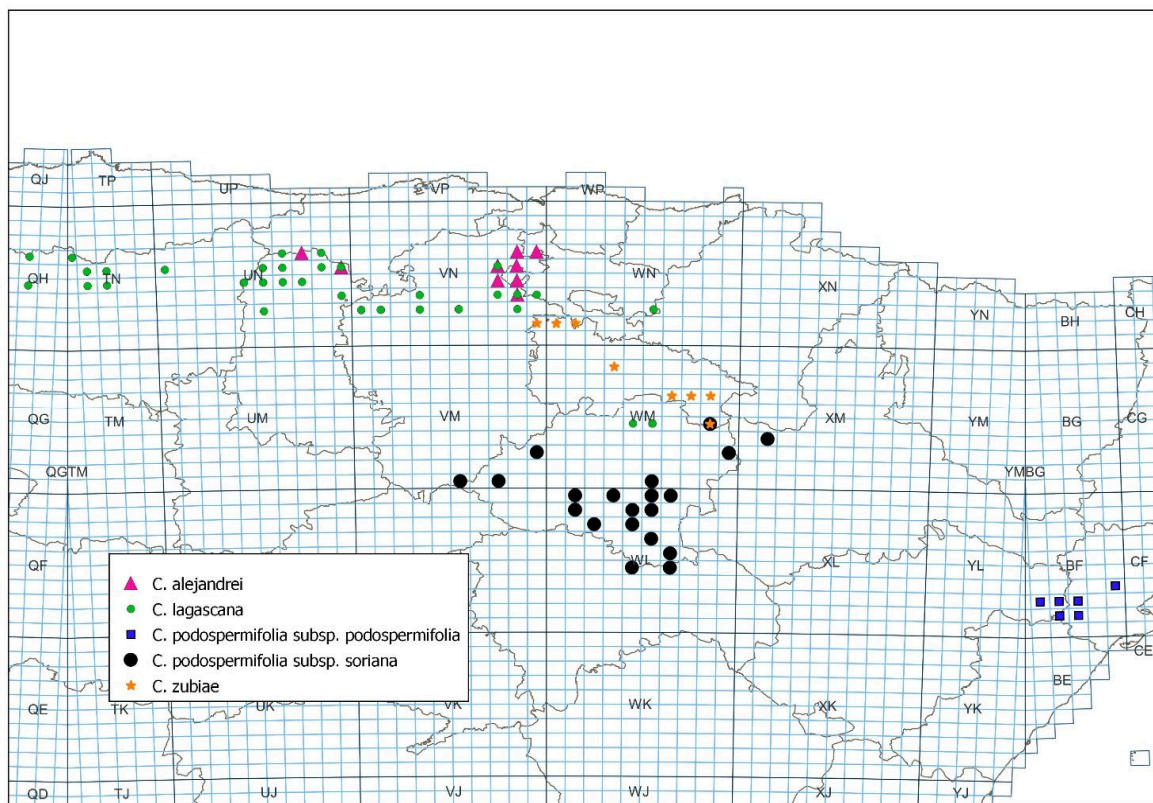 QJ TP UP VP WP
QH TN UN VN WN XN YN BH CH
QG TM UM VM WM XM YM BG CG
QGTM YMBG
QF WL XL YL BF CF
C. alejandrei
C. lagascana
C. podospermifolia subsp. podospermifolia
C. podospermifolia subsp. soriana
C. zubiae
CE
BE
QE TK UK VK WK XK YK
QD TJ UJ VJ WJ XJ YJ